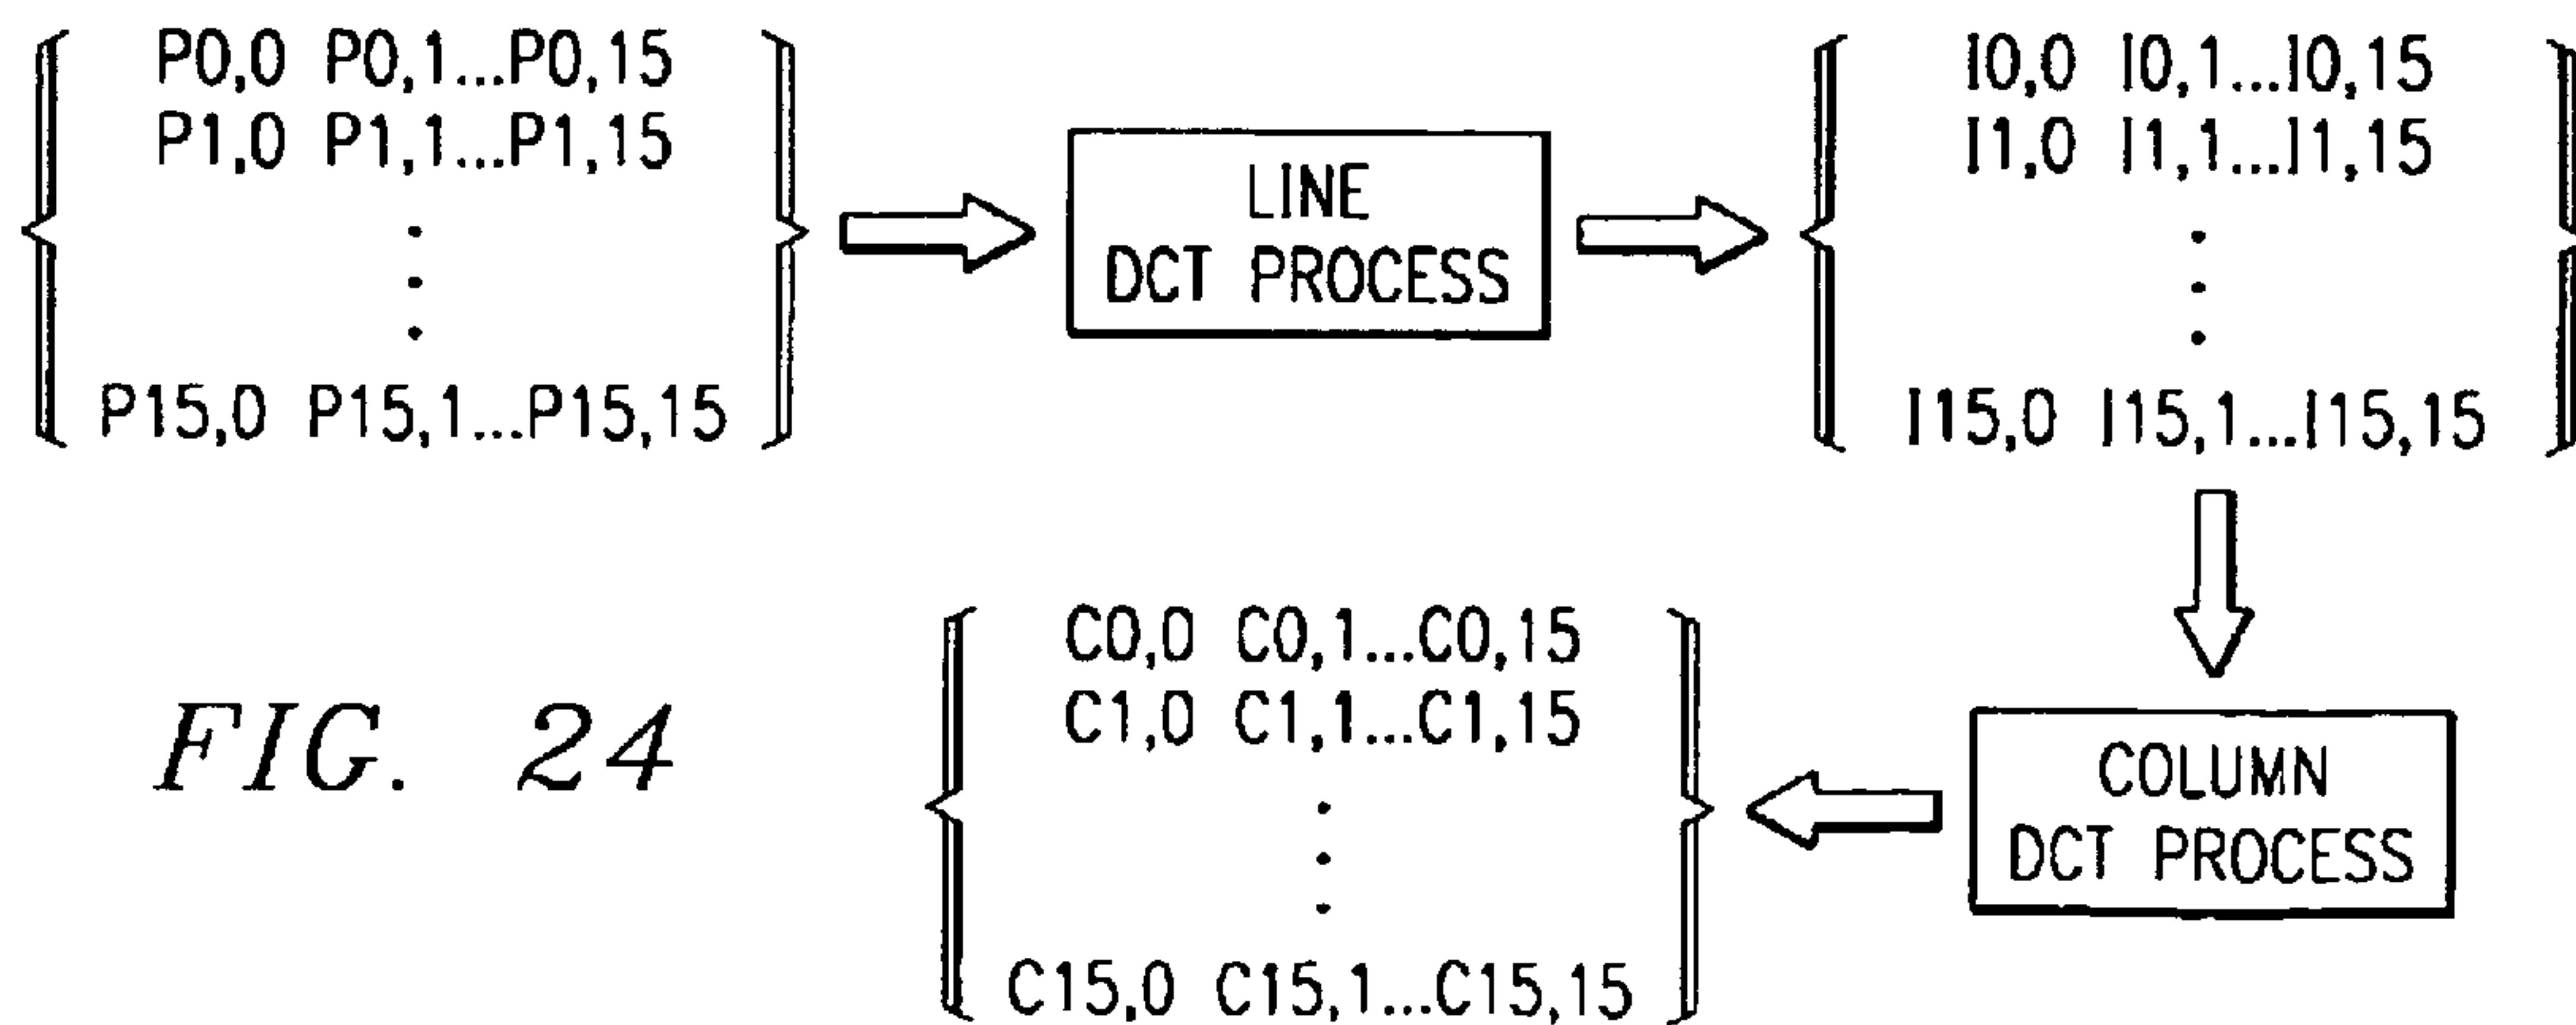 P0,0 P0,1...P0,15
P1,0 P1,1...P1,15
.
.
.
P15,0 P15,1...P15,15
LINE
DCT PROCESS
I0,0 I0,1...I0,15
I1,0 I1,1...I1,15
.
.
.
I15,0 I15,1...I15,15
COLUMN
DCT PROCESS
C0,0 C0,1...C0,15
C1,0 C1,1...C1,15
.
.
.
C15,0 C15,1...C15,15
FIG. 24